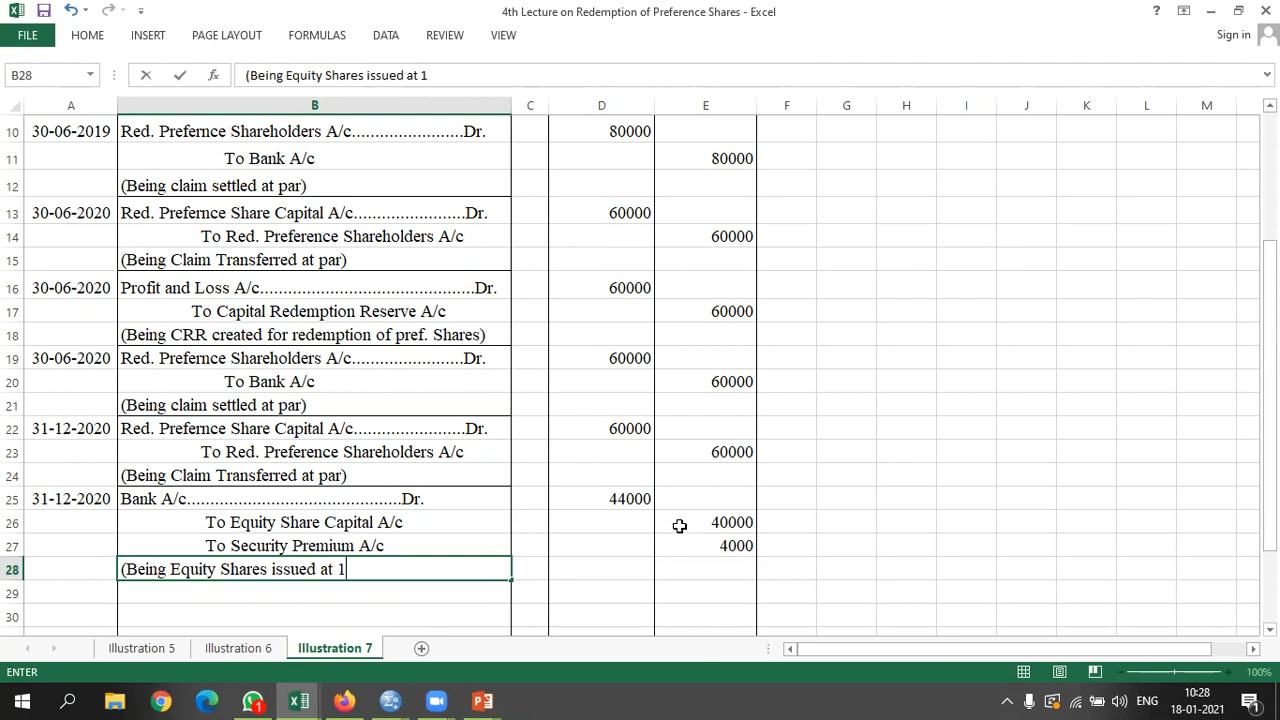 4th Lecture on Redemption of Preference Shares - Excel
?
FILE HOME INSERT PAGE LAYOUT FORMULAS DATA REVIEW VIEW
Sign in
B28 fx (Being Equity Shares issued at 1
A B C D E F G H I J K L M
10 30-06-2019 Red. Prefernce Shareholders A/c........................Dr. 80000
11 To Bank A/c 80000
12 (Being claim settled at par)
13 30-06-2020 Red. Prefernce Share Capital A/c........................Dr. 60000
14 To Red. Preference Shareholders A/c 60000
15 (Being Claim Transferred at par)
16 30-06-2020 Profit and Loss A/c..............................................Dr. 60000
17 To Capital Redemption Reserve A/c 60000
18 (Being CRR created for redemption of pref. Shares)
19 30-06-2020 Red. Prefernce Shareholders A/c........................Dr. 60000
20 To Bank A/c 60000
21 (Being claim settled at par)
22 31-12-2020 Red. Prefernce Share Capital A/c........................Dr. 60000
23 To Red. Preference Shareholders A/c 60000
24 (Being Claim Transferred at par)
25 31-12-2020 Bank A/c..............................................Dr. 44000
26 To Equity Share Capital A/c 40000
27 To Security Premium A/c 4000
28 (Being Equity Shares issued at 1
29
30
Illustration 5 Illustration 6 Illustration 7
ENTER 100%
ENG 10:28
18-01-2021
1
1